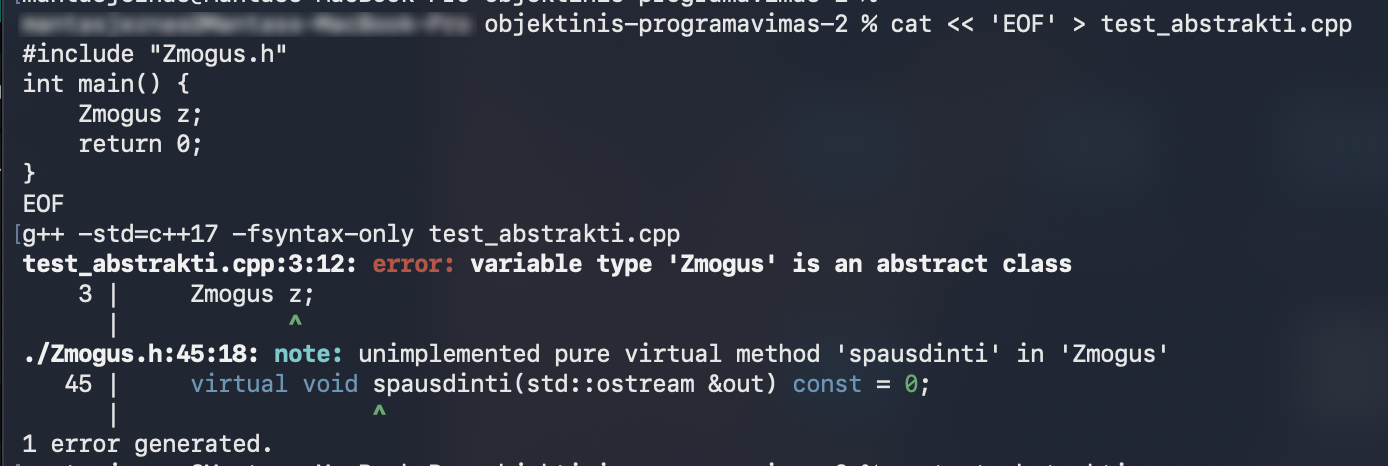 objektinis-programavimas-2 %
objektinis-programavimas-2 % cat << 'EOF' > test_abstrakti.cpp
#include "Zmogus.h"
int main() {
    Zmogus z;
    return 0;
}
EOF
[g++ -std=c++17 -fsyntax-only test_abstrakti.cpp
test_abstrakti.cpp:3:12: error: variable type 'Zmogus' is an abstract class
    3 |     Zmogus z;
      |            ^
./Zmogus.h:45:18: note: unimplemented pure virtual method 'spausdinti' in 'Zmogus'
   45 |     virtual void spausdinti(std::ostream &out) const = 0;
      |                  ^
1 error generated.